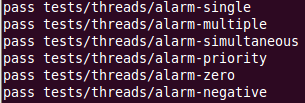 pass tests/threads/alarm-single
pass tests/threads/alarm-multiple
pass tests/threads/alarm-simultaneous
pass tests/threads/alarm-priority
pass tests/threads/alarm-zero
pass tests/threads/alarm-negative